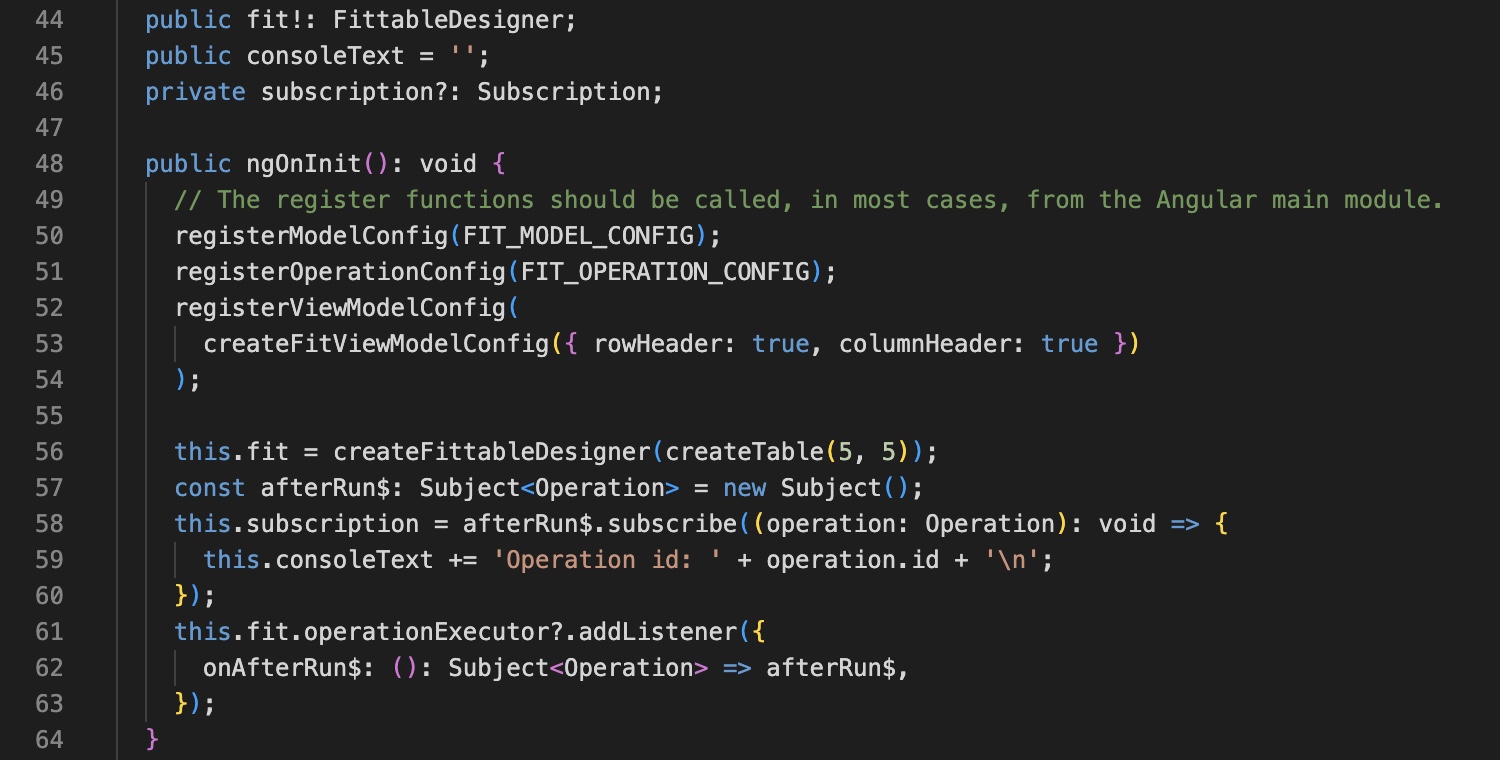 44 public fit!: FittableDesigner;
45 public consoleText = '';
46 private subscription?: Subscription;
47
48 public ngOnInit(): void {
49 // The register functions should be called, in most cases, from the Angular main module.
50 registerModelConfig(FIT_MODEL_CONFIG);
51 registerOperationConfig(FIT_OPERATION_CONFIG);
52 registerViewModelConfig(
53 createFitViewModelConfig({ rowHeader: true, columnHeader: true })
54 );
55
56 this.fit = createFittableDesigner(createTable(5, 5));
57 const afterRun$: Subject<Operation> = new Subject();
58 this.subscription = afterRun$.subscribe((operation: Operation): void => {
59 this.consoleText += 'Operation id: ' + operation.id + '\n';
60 });
61 this.fit.operationExecutor?.addListener({
62 onAfterRun$: (): Subject<Operation> => afterRun$,
63 });
64 }